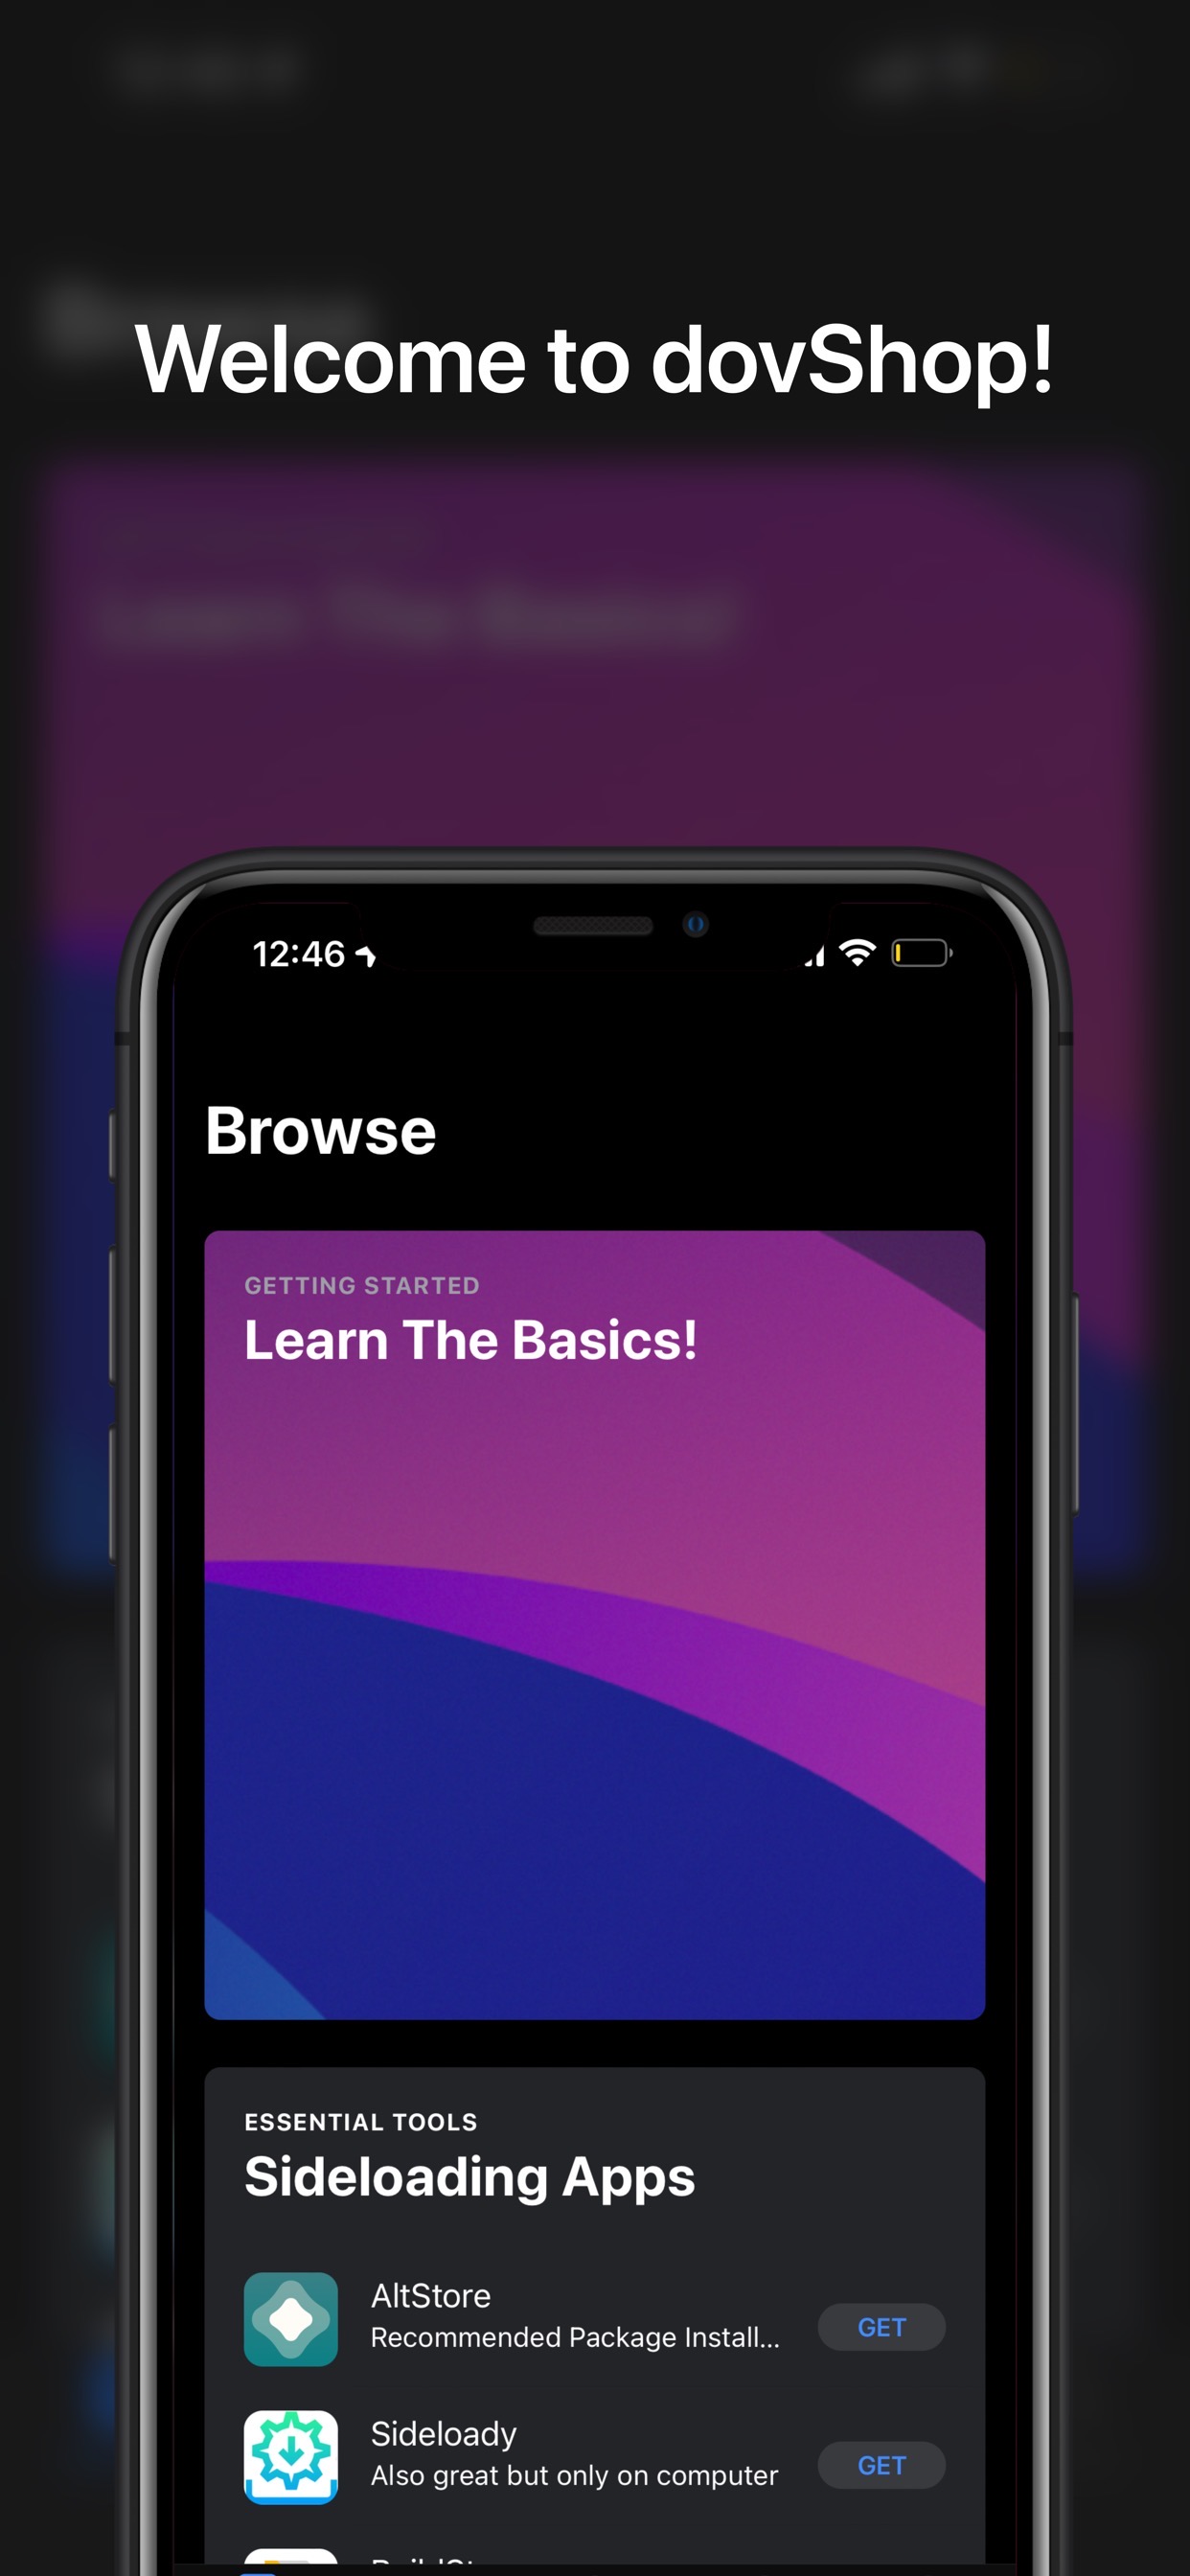 Welcome to dovShop!
12:46
Browse
GETTING STARTED
Learn The Basics!
ESSENTIAL TOOLS
Sideloading Apps
AltStore
Recommended Package Install...
GET
Sideloady
Also great but only on computer
GET